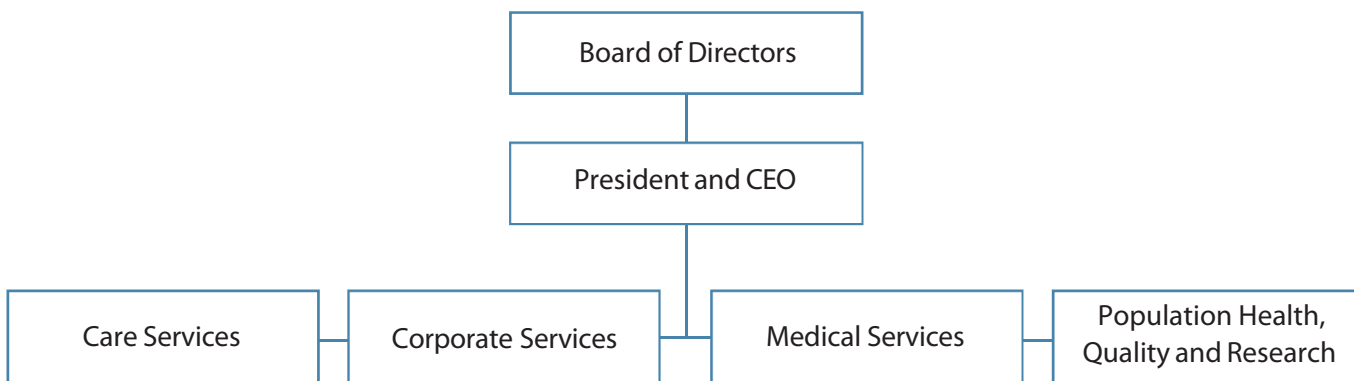 Board of Directors
President and CEO
Care Services
Corporate Services
Medical Services
Population Health,
Quality and Research